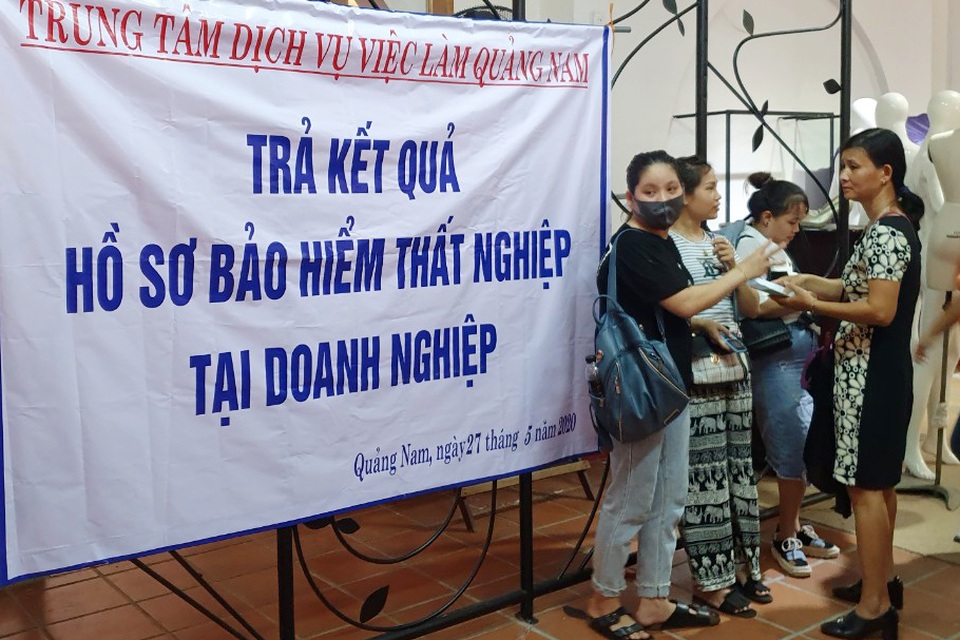 TRUNG TÂM DỊCH VỤ VIỆC LÀM QUẢNG NAM
TRẢ KẾT QUẢ
HỒ SƠ BẢO HIỂM THẤT NGHIỆP
TẠI DOANH NGHIỆP
Quảng Nam, ngày 27 tháng 5 năm 2020